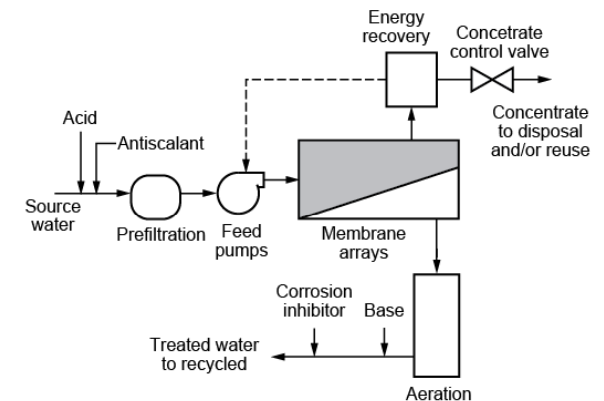 Energy
recovery
Concetrate
control valve
Acid
Antiscalant
Concentrate
to disposal
and/or reuse
Source
water
Prefiltration
Feed
pumps
Membrane
arrays
Corrosion
inhibitor
Base
Treated water
to recycled
Aeration